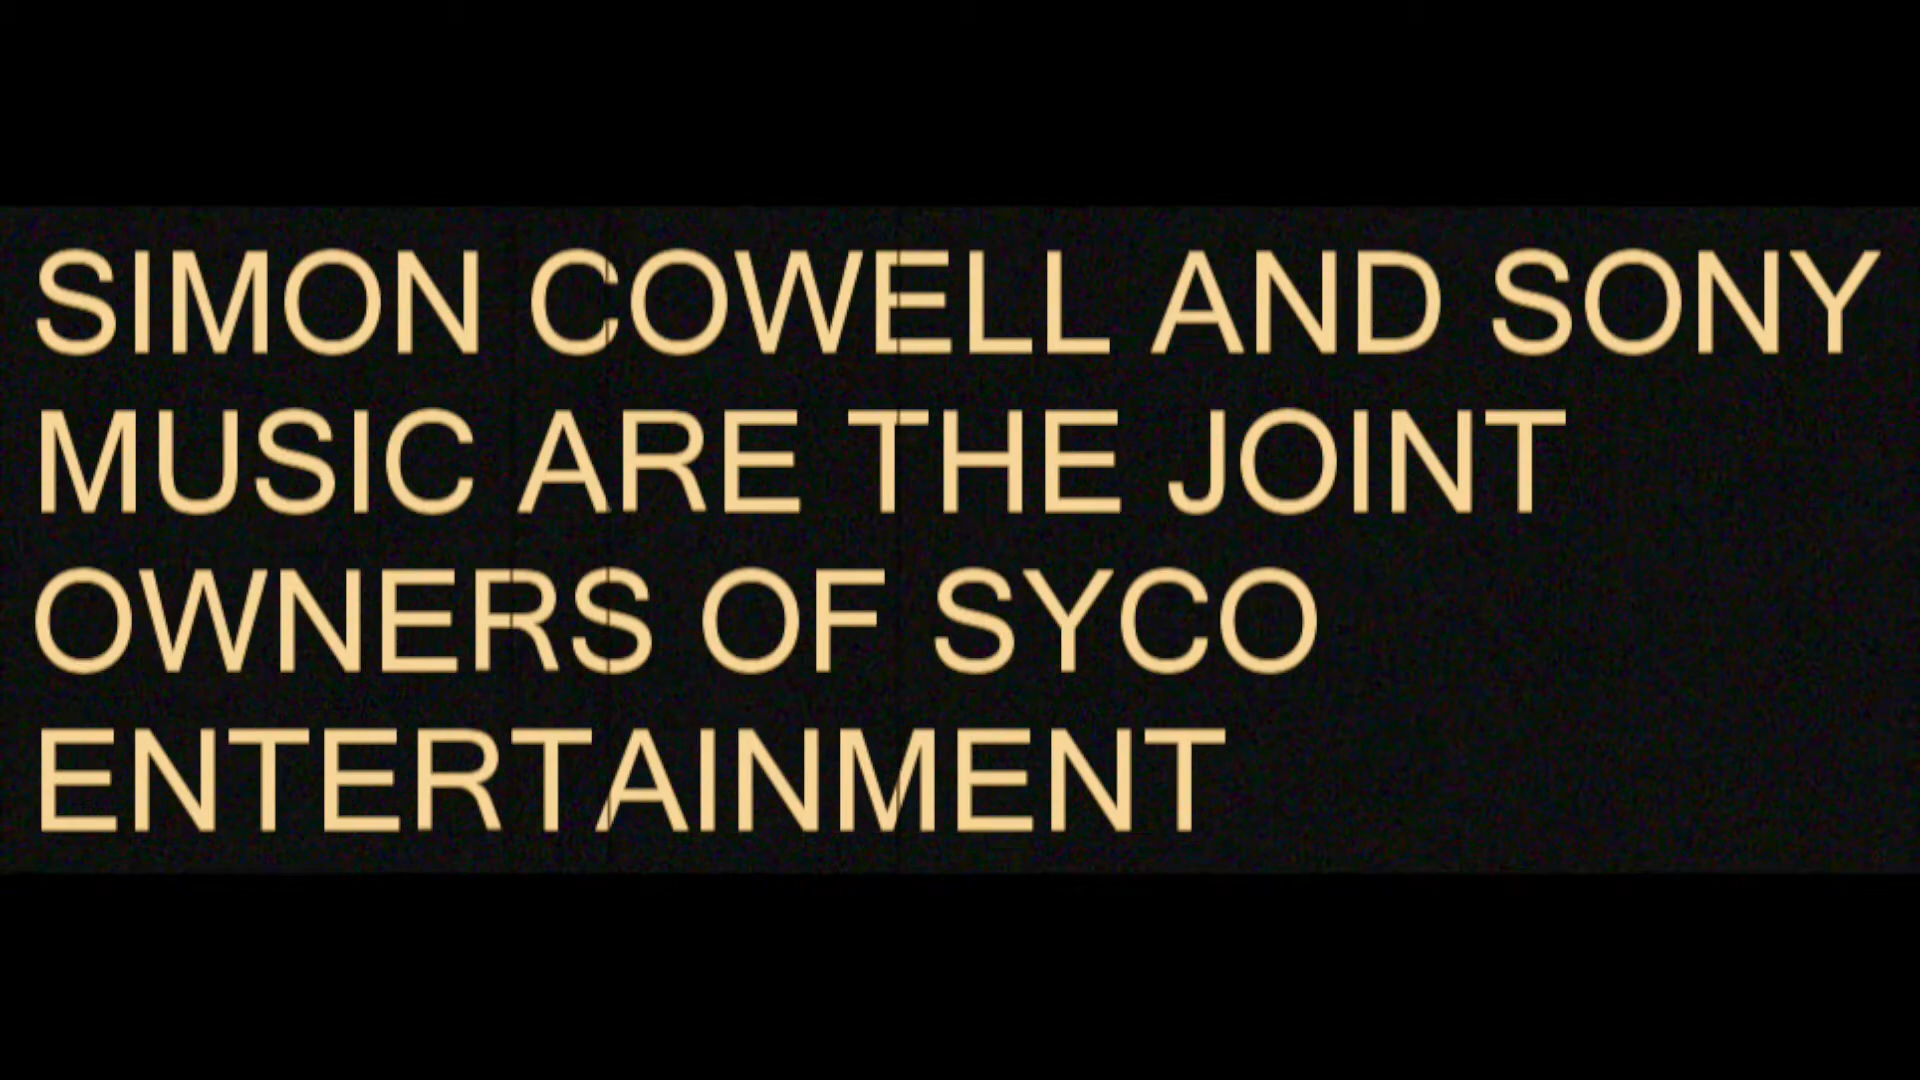 SIMON COWELL AND SONY
MUSIC ARE THE JOINT
OWNERS OF SYCO
ENTERTAINMENT